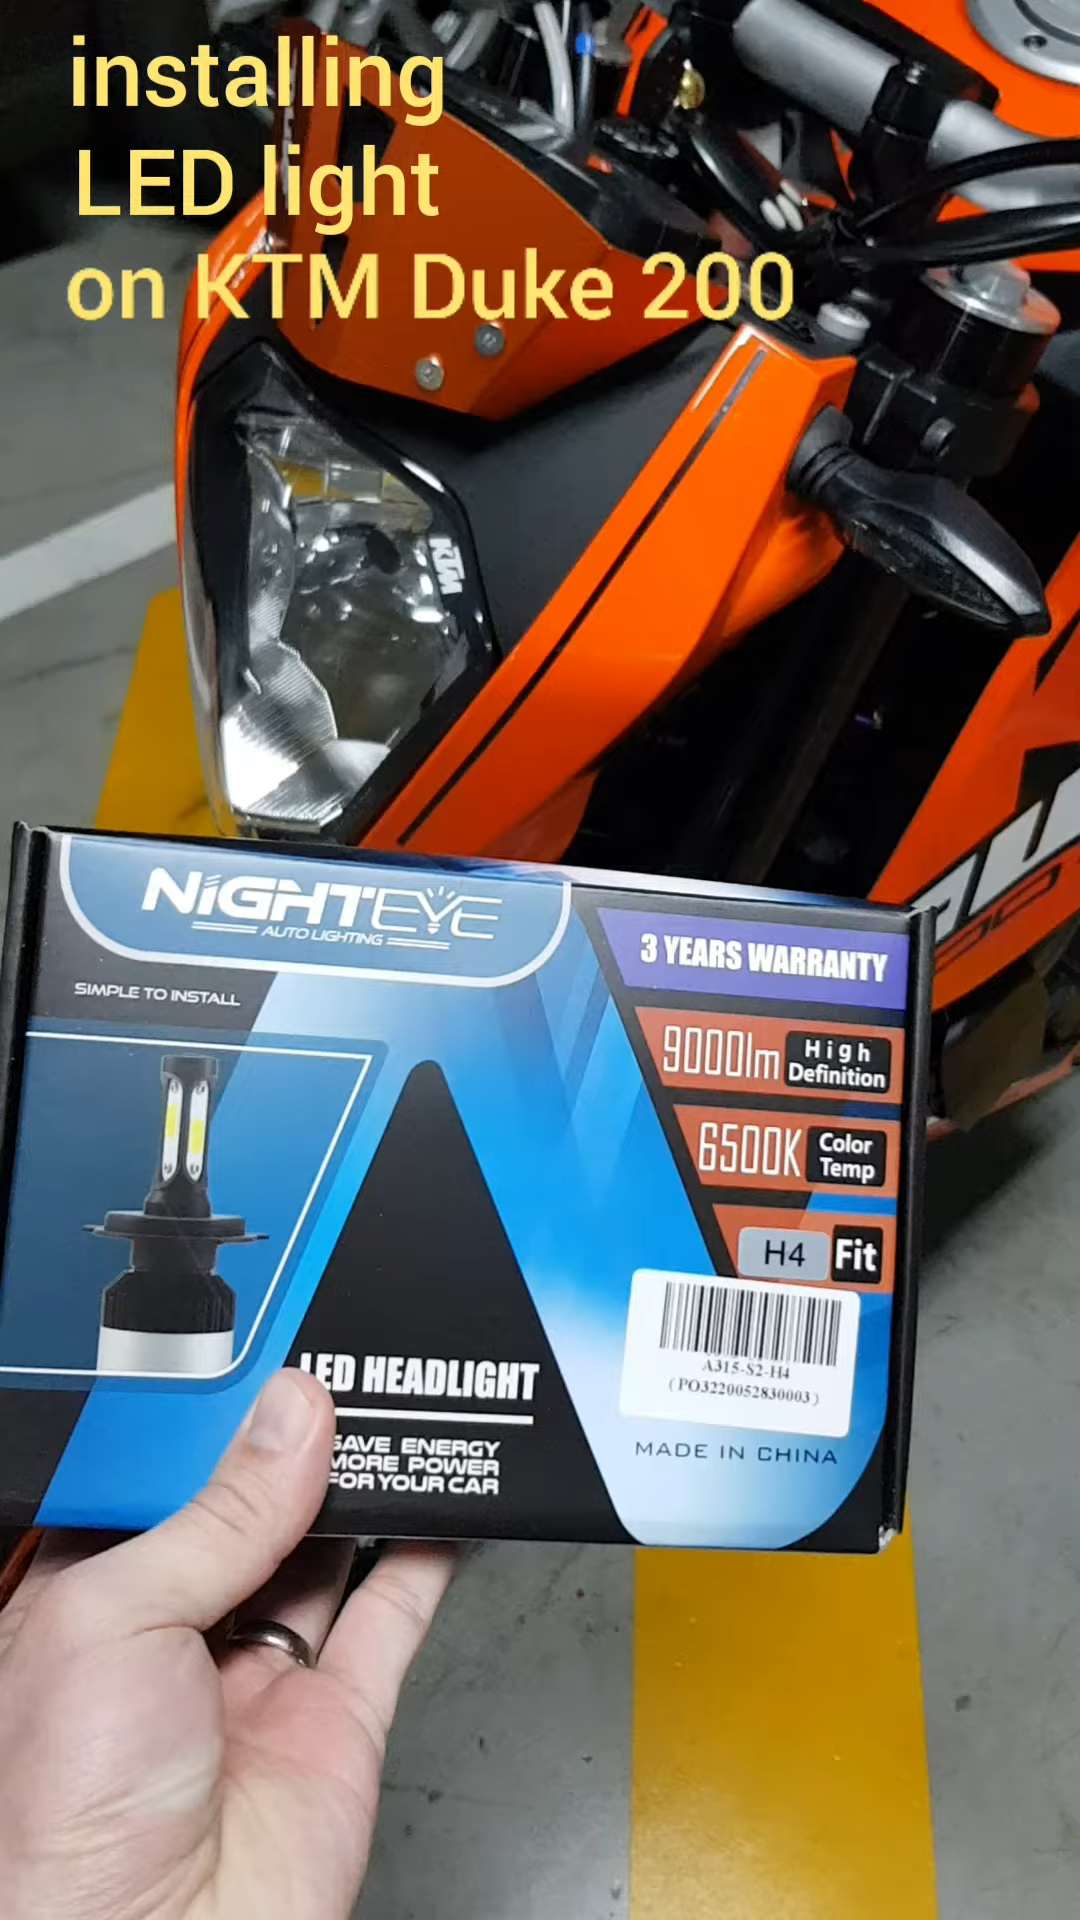 installing
LED light
on KTM Duke 200
KTM
NIGHTEYE
AUTO LIGHTING
SIMPLE TO INSTALL
3 YEARS WARRANTY
9000lm High Definition
6500K Color Temp
H4 Fit
A315-S2-H4
(PO3220052830003)
MADE IN CHINA
LED HEADLIGHT
SAVE ENERGY
MORE POWER
FOR YOUR CAR